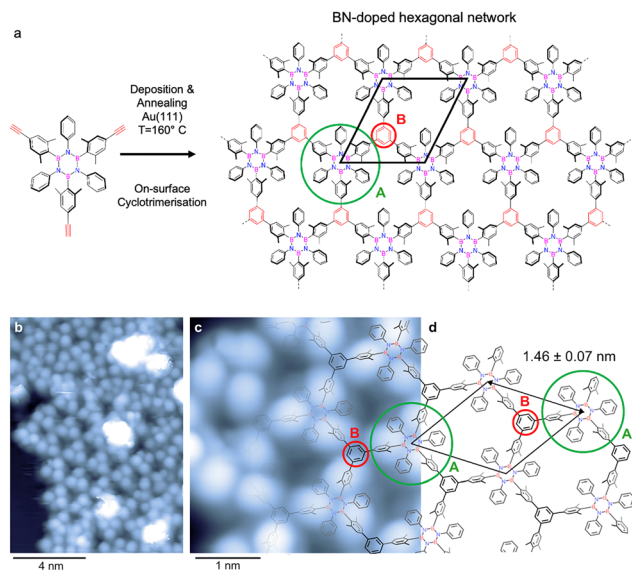 BN-doped hexagonal network
a
Deposition &
Annealing
Au(111)
T=160° C
On-surface
Cyclotrimerisation
B
A
b
c
d
1.46 ± 0.07 nm
B
A
B
A
4 nm
1 nm